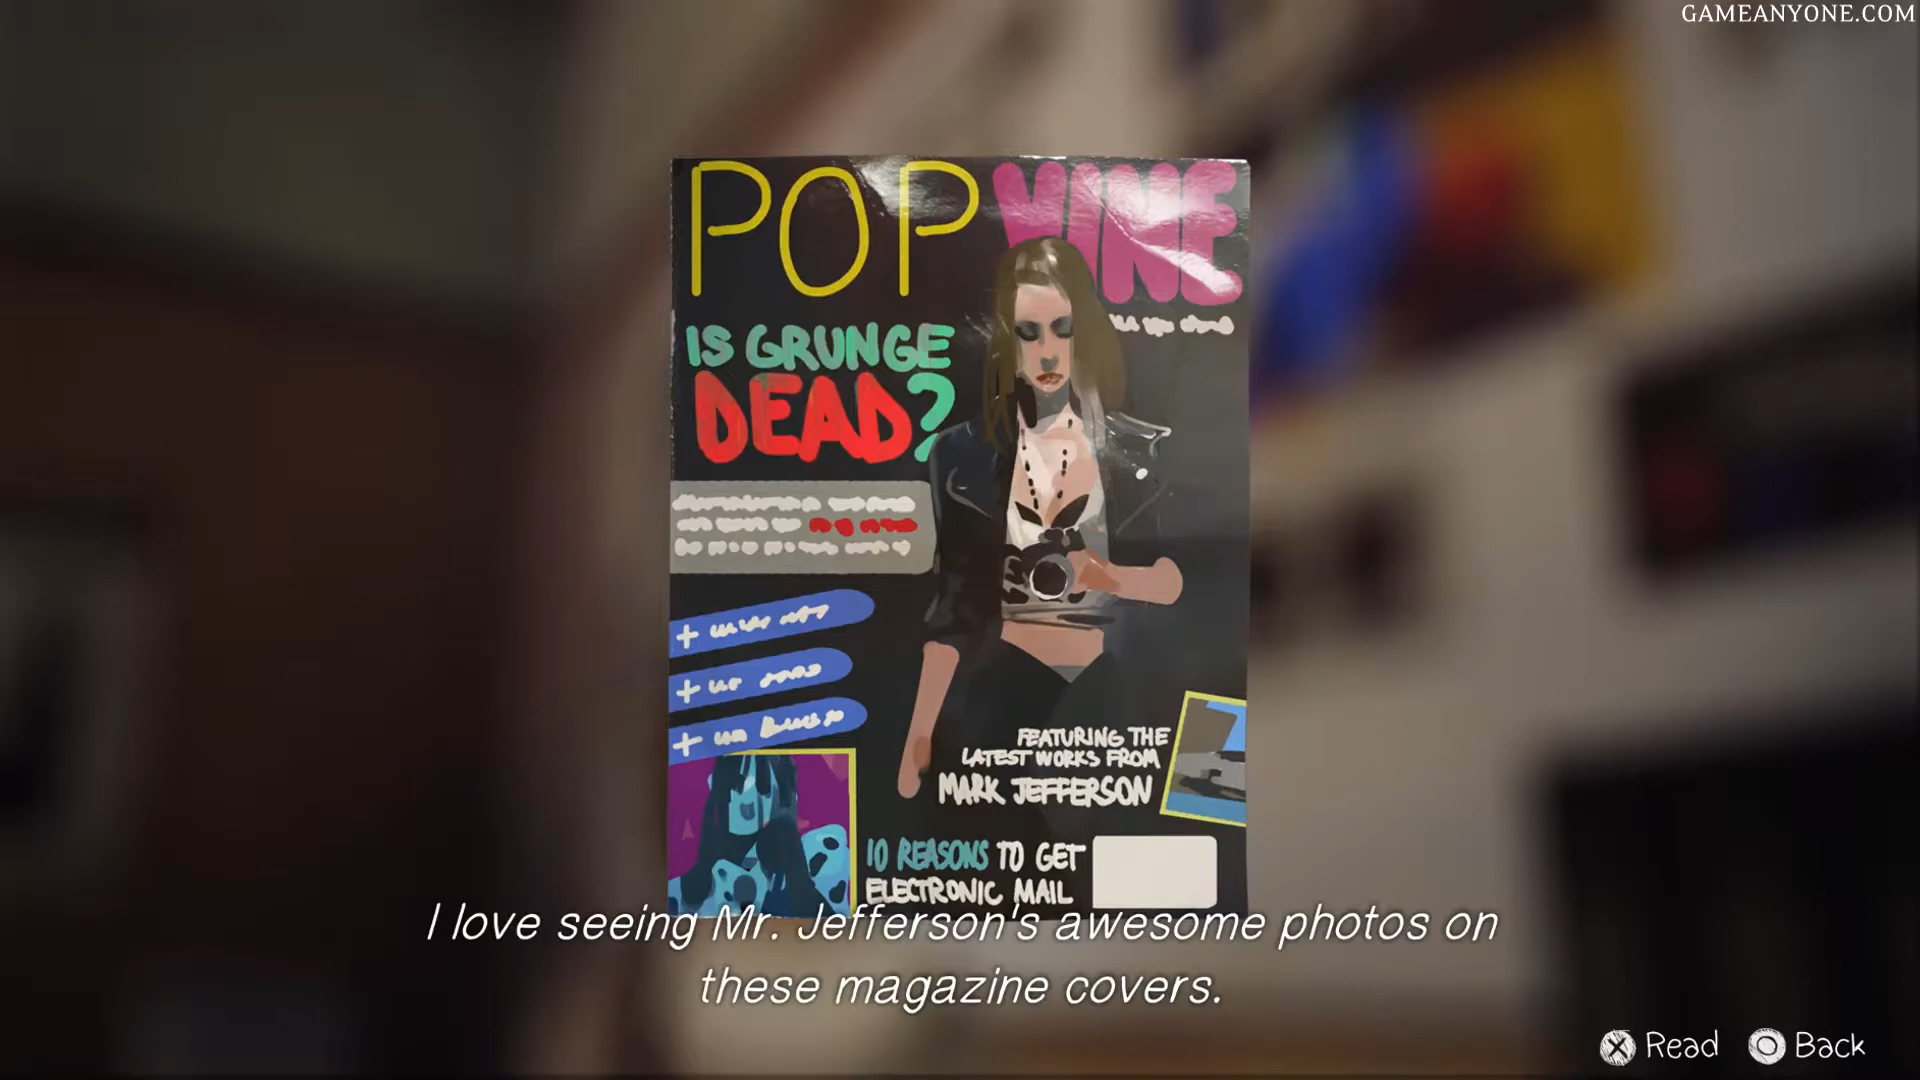 GAMEANYONE.COM
POP VINE
IS GRUNGE
DEAD?
FEATURING THE
LATEST WORKS FROM
MARK JEFFERSON
10 REASONS TO GET
ELECTRONIC MAIL
I love seeing Mr. Jefferson's awesome photos on
these magazine covers.
Read Back